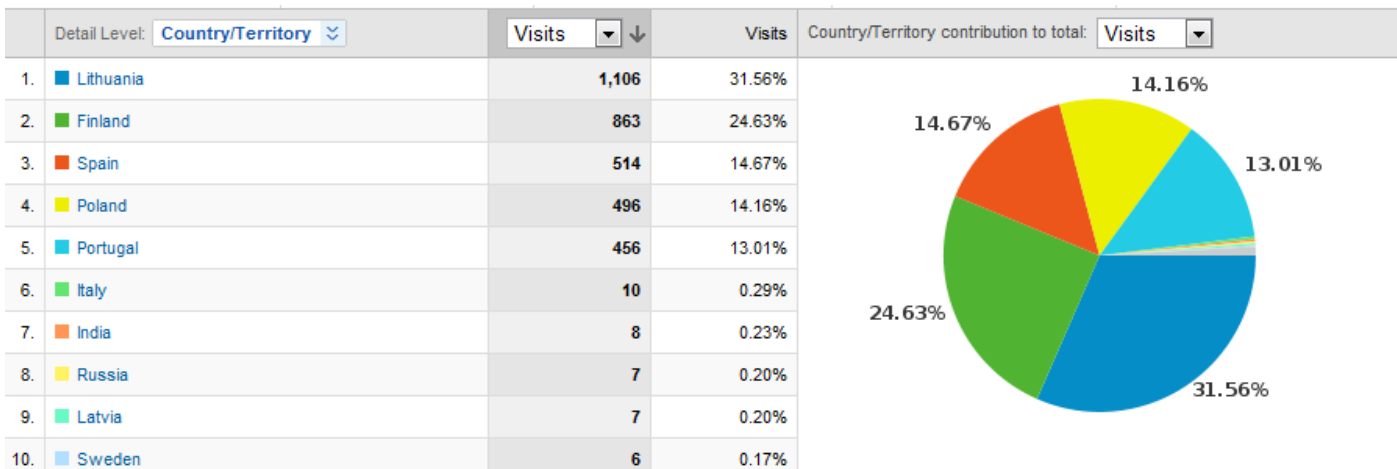 Detail Level: Country/Territory Visits Visits Country/Territory contribution to total: Visits
1. Lithuania 1,106 31.56%
2. Finland 863 24.63%
3. Spain 514 14.67%
4. Poland 496 14.16%
5. Portugal 456 13.01%
6. Italy 10 0.29%
7. India 8 0.23%
8. Russia 7 0.20%
9. Latvia 7 0.20%
10. Sweden 6 0.17%
14.16%
14.67%
13.01%
24.63%
31.56%